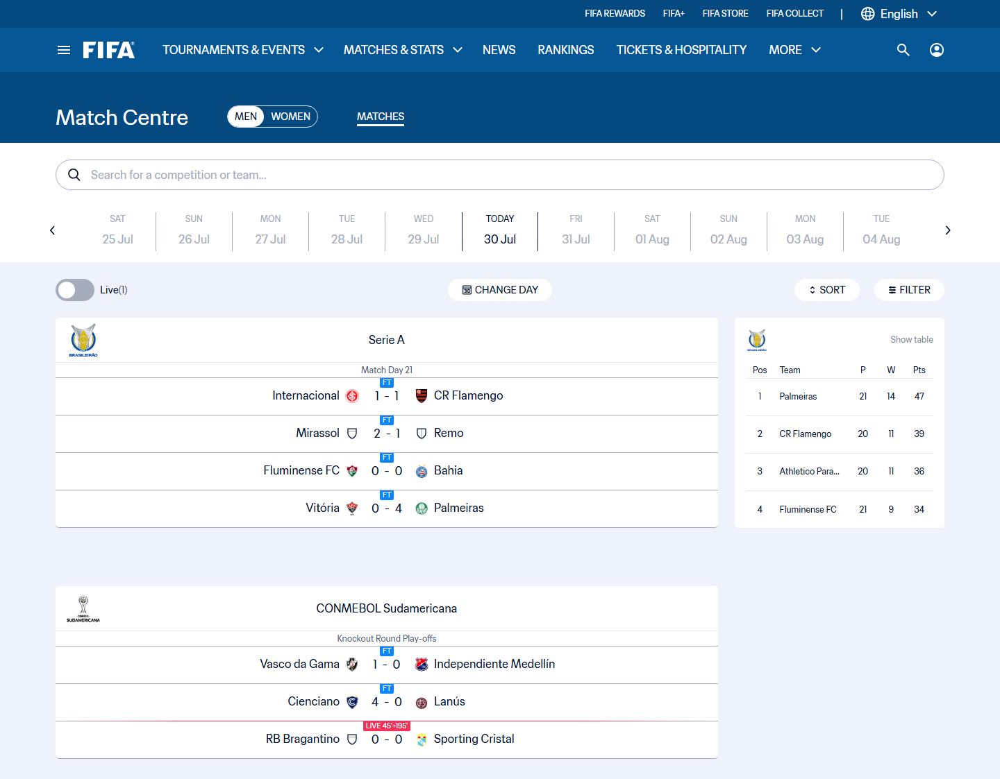 FIFA REWARDS FIFA+ FIFA STORE FIFA COLLECT | English
FIFA TOURNAMENTS & EVENTS MATCHES & STATS NEWS RANKINGS TICKETS & HOSPITALITY MORE
Match Centre MEN WOMEN MATCHES
Search for a competition or team...
SAT SUN MON TUE WED TODAY FRI SAT SUN MON TUE
25 Jul 26 Jul 27 Jul 28 Jul 29 Jul 30 Jul 31 Jul 01 Aug 02 Aug 03 Aug 04 Aug
Live(1) CHANGE DAY SORT FILTER
BRASILEIRÃO Serie A
Match Day 21
FT
Internacional 1 - 1 CR Flamengo
FT
Mirassol 2 - 1 Remo
FT
Fluminense FC 0 - 0 Bahia
FT
Vitória 0 - 4 Palmeiras
BRASILEIRÃO Show table
Pos Team P W Pts
1 Palmeiras 21 14 47
2 CR Flamengo 20 11 39
3 Athletico Para... 20 11 36
4 Fluminense FC 21 9 34
CONMEBOL SUDAMERICANA CONMEBOL Sudamericana
Knockout Round Play-offs
FT
Vasco da Gama 1 - 0 Independiente Medellín
FT
Cienciano 4 - 0 Lanús
LIVE 45'+195'
RB Bragantino 0 - 0 Sporting Cristal